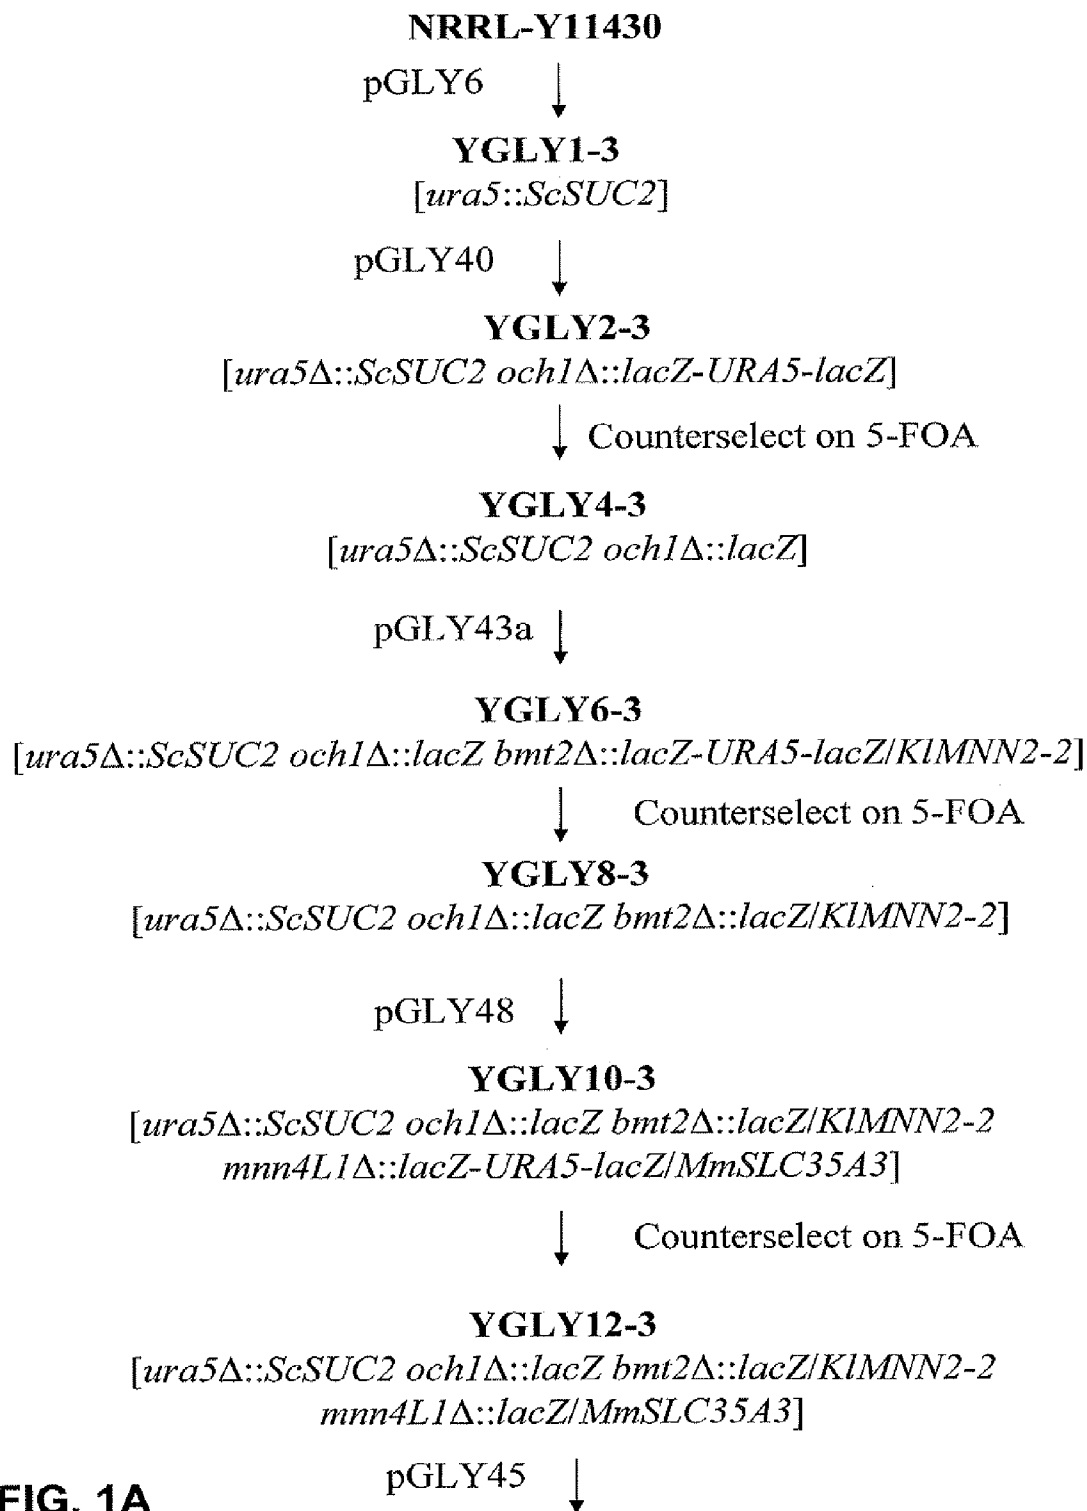 NRRL-Y11430
pGLY6
YGLY1-3
[ura5::ScSUC2]
pGLY40
YGLY2-3
[ura5Δ::ScSUC2 och1Δ::lacZ-URA5-lacZ]
Counterselect on 5-FOA
YGLY4-3
[ura5Δ::ScSUC2 och1Δ::lacZ]
pGLY43a
YGLY6-3
[ura5Δ::ScSUC2 och1Δ::lacZ bmt2Δ::lacZ-URA5-lacZ/KlMNN2-2]
Counterselect on 5-FOA
YGLY8-3
[ura5Δ::ScSUC2 och1Δ::lacZ bmt2Δ::lacZ/KlMNN2-2]
pGLY48
YGLY10-3
[ura5Δ::ScSUC2 och1Δ::lacZ bmt2Δ::lacZ/KlMNN2-2
mnn4L1Δ::lacZ-URA5-lacZ/MmSLC35A3]
Counterselect on 5-FOA
YGLY12-3
[ura5Δ::ScSUC2 och1Δ::lacZ bmt2Δ::lacZ/KlMNN2-2
mnn4L1Δ::lacZ/MmSLC35A3]
pGLY45
FIG. 1A